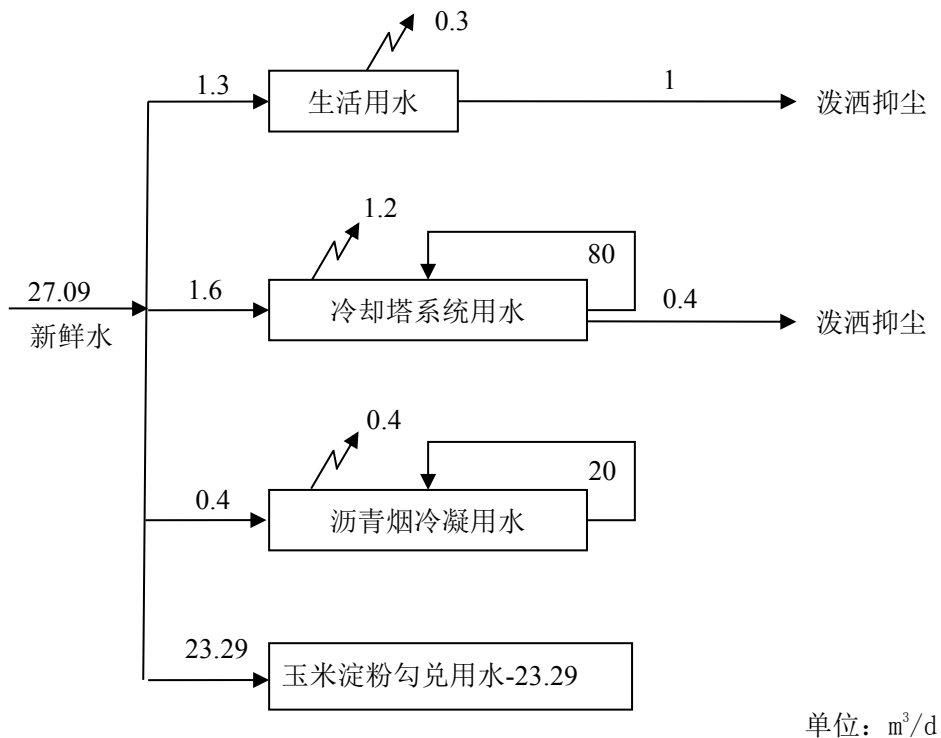 0.3
1.3
生活用水
1
泼洒抑尘
1.2
80
27.09
新鲜水
1.6
冷却塔系统用水
0.4
泼洒抑尘
0.4
20
0.4
沥青烟冷凝用水
23.29
玉米淀粉勾兑用水-23.29
单位：m³/d